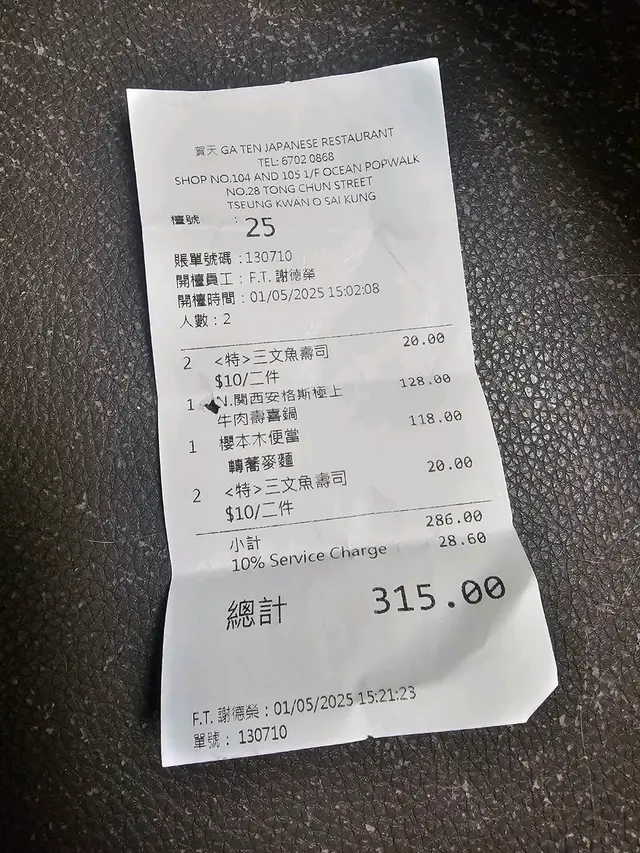 賀天 GA TEN JAPANESE RESTAURANT
TEL: 6702 0868
SHOP NO.104 AND 105 1/F OCEAN POPWALK
NO.28 TONG CHUN STREET
TSEUNG KWAN O SAI KUNG
檯號 : 25
賬單號碼 : 130710
開檯員工 : F.T. 謝德榮
開檯時間 : 01/05/2025 15:02:08
人數 : 2
2 <特>三文魚壽司 20.00
$10/二件
1 N.關西安格斯極上 128.00
牛肉壽喜鍋
1 櫻本木便當 118.00
轉蕎麥麵
2 <特>三文魚壽司 20.00
$10/二件
小計 286.00
10% Service Charge 28.60
總計 315.00
F.T. 謝德榮 : 01/05/2025 15:21:23
單號 : 130710